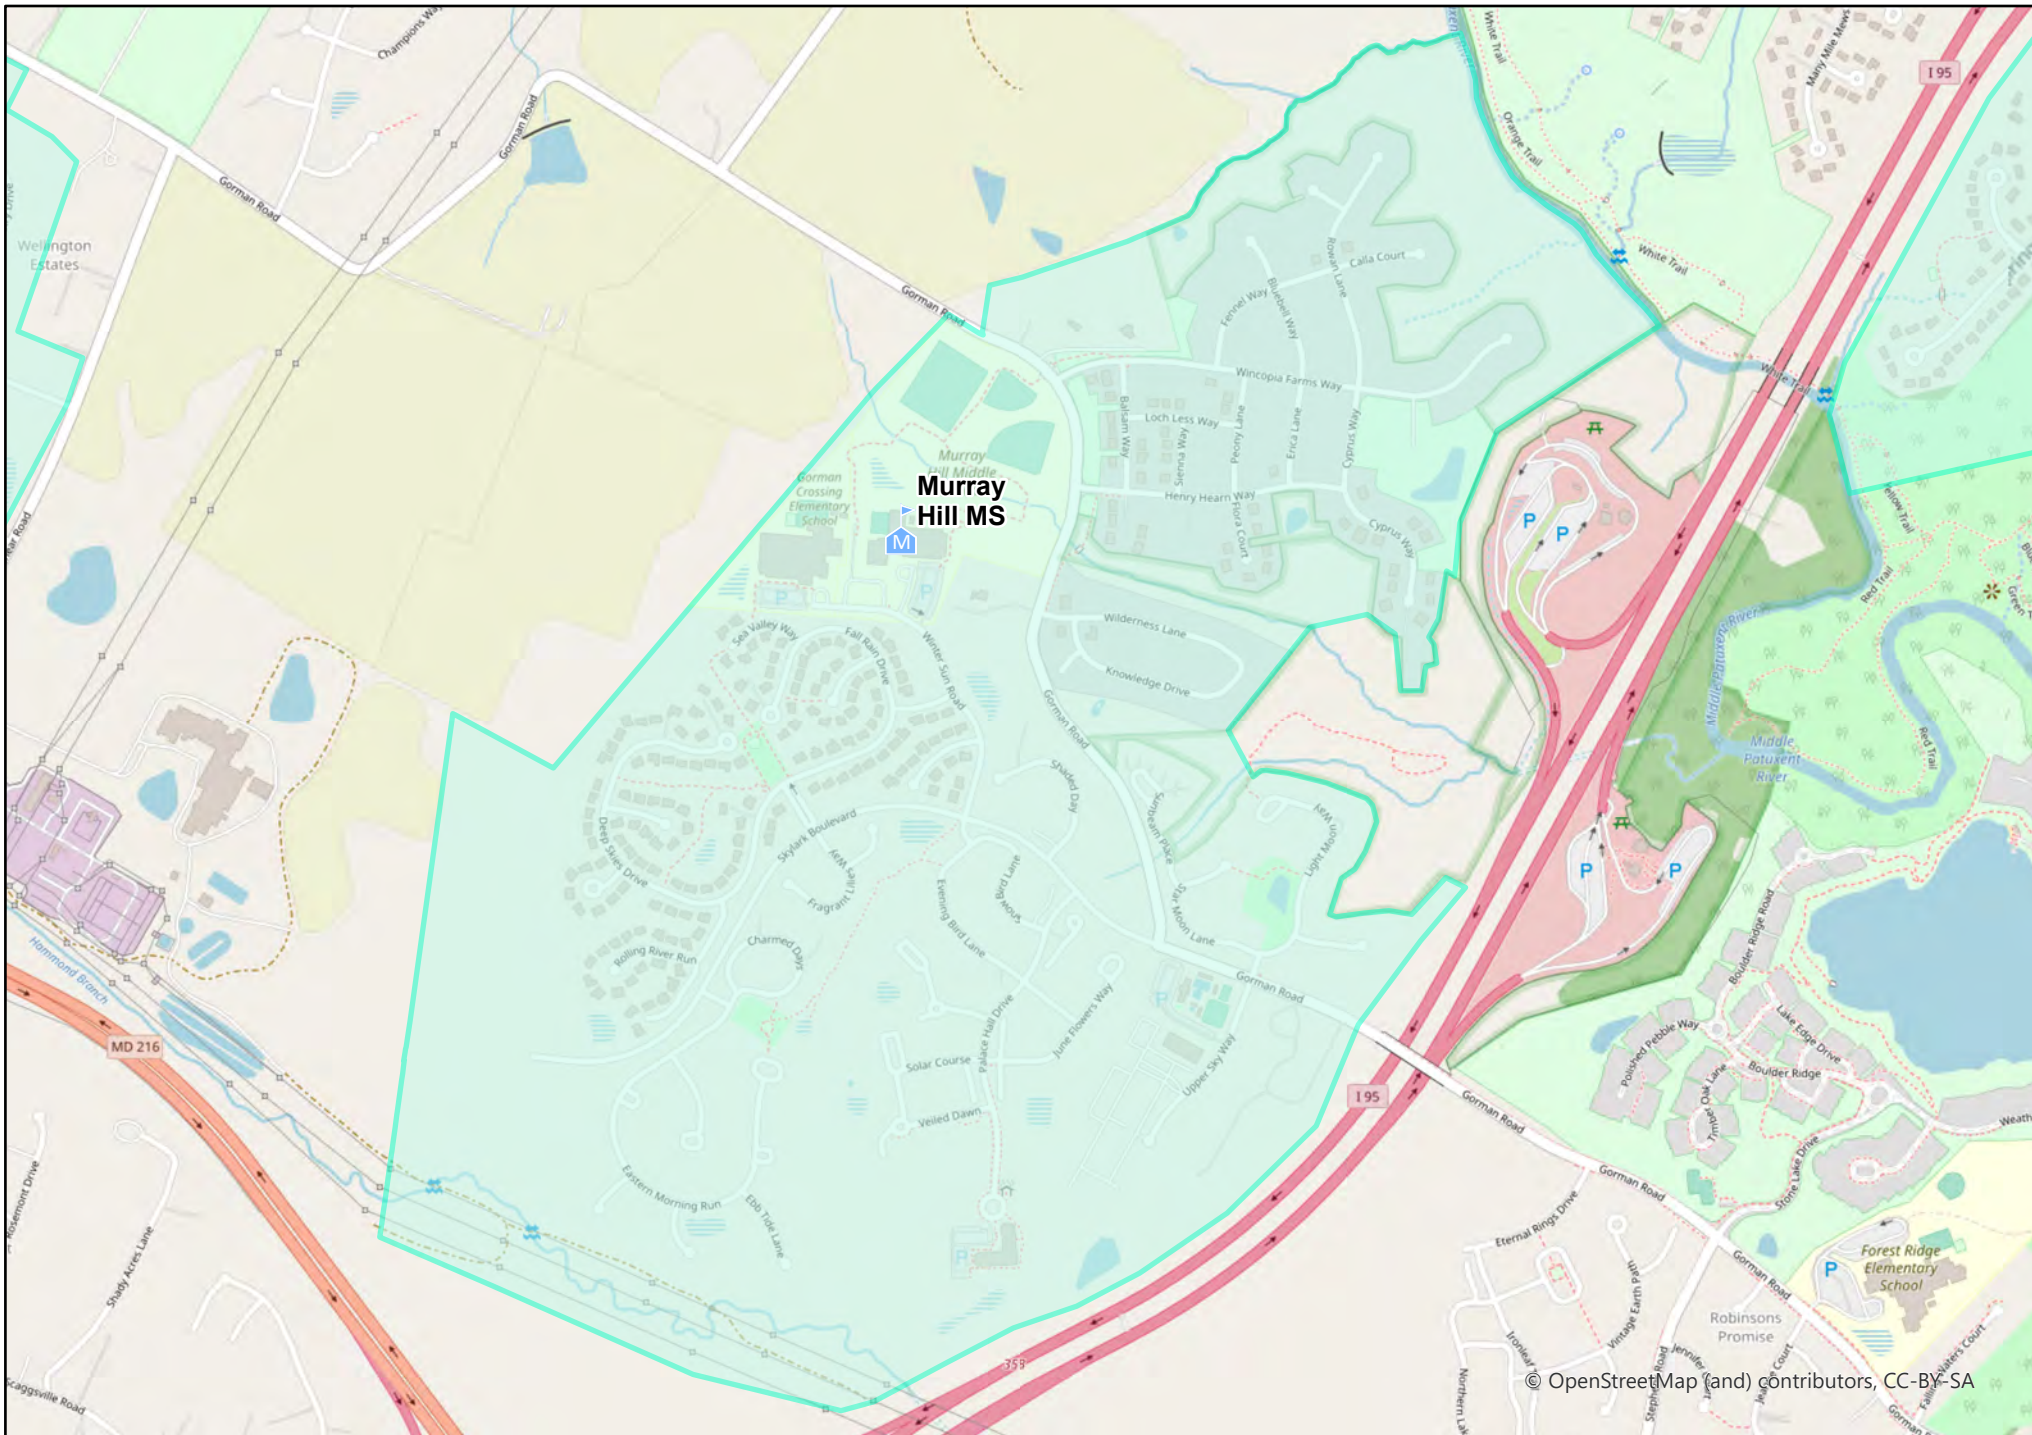 Champions Way
Gorman Road
Gorman Road
Wellington
Estates
Gorman Road
White Trail
Orange Trail
White Trail
Many Mile Mews
I 95
White Trail
Calla Court
Rowan Lane
Fennel Way
Bluebell Way
Wincopia Farms Way
Balsam Way
Loch Less Way
Sienna Way
Peony Lane
Erica Lane
Cyprus Way
Henry Hearn Way
Flora Court
Cyprus Way
Murray
Hill Middle
Gorman
Crossing
Elementary
School
Murray
Hill MS
M
P
P
P
P
Wilderness Lane
Knowledge Drive
Gorman Road
Sea Valley Way
Fall Rain Drive
Winter Sun Road
Yellow Trail
Red Trail
Red Trail
Middle Patuxent River
Middle
Patuxent
River
Shaded Day
Sunbeam Place
Light Moon Way
Star Moon Lane
Deep Skies Drive
Skylark Boulevard
Fragrant Lilies Way
Snow Bird Lane
Evening Bird Lane
Rolling River Run
Charmed Days
P
P
P
Gorman Road
Palace Hall Drive
June Flowers Way
Upper Sky Way
Solar Course
Veiled Dawn
Hammond Branch
MD 216
Eastern Morning Run
Ebb Tide Lane
P
Rosemont Drive
Shady Acres Lane
Scaggsville Road
I 95
358
Boulder Ridge Road
Polished Pebble Way
Lake Edge Drive
Boulder Ridge
Timber Oak Lane
Stone Lake Drive
Gorman Road
Gorman Road
Gorman Road
Eternal Rings Drive
Vintage Earth Path
Forest Ridge
Elementary
School
P
Robinsons
Promise
© OpenStreetMap (and) contributors, CC-BY-SA